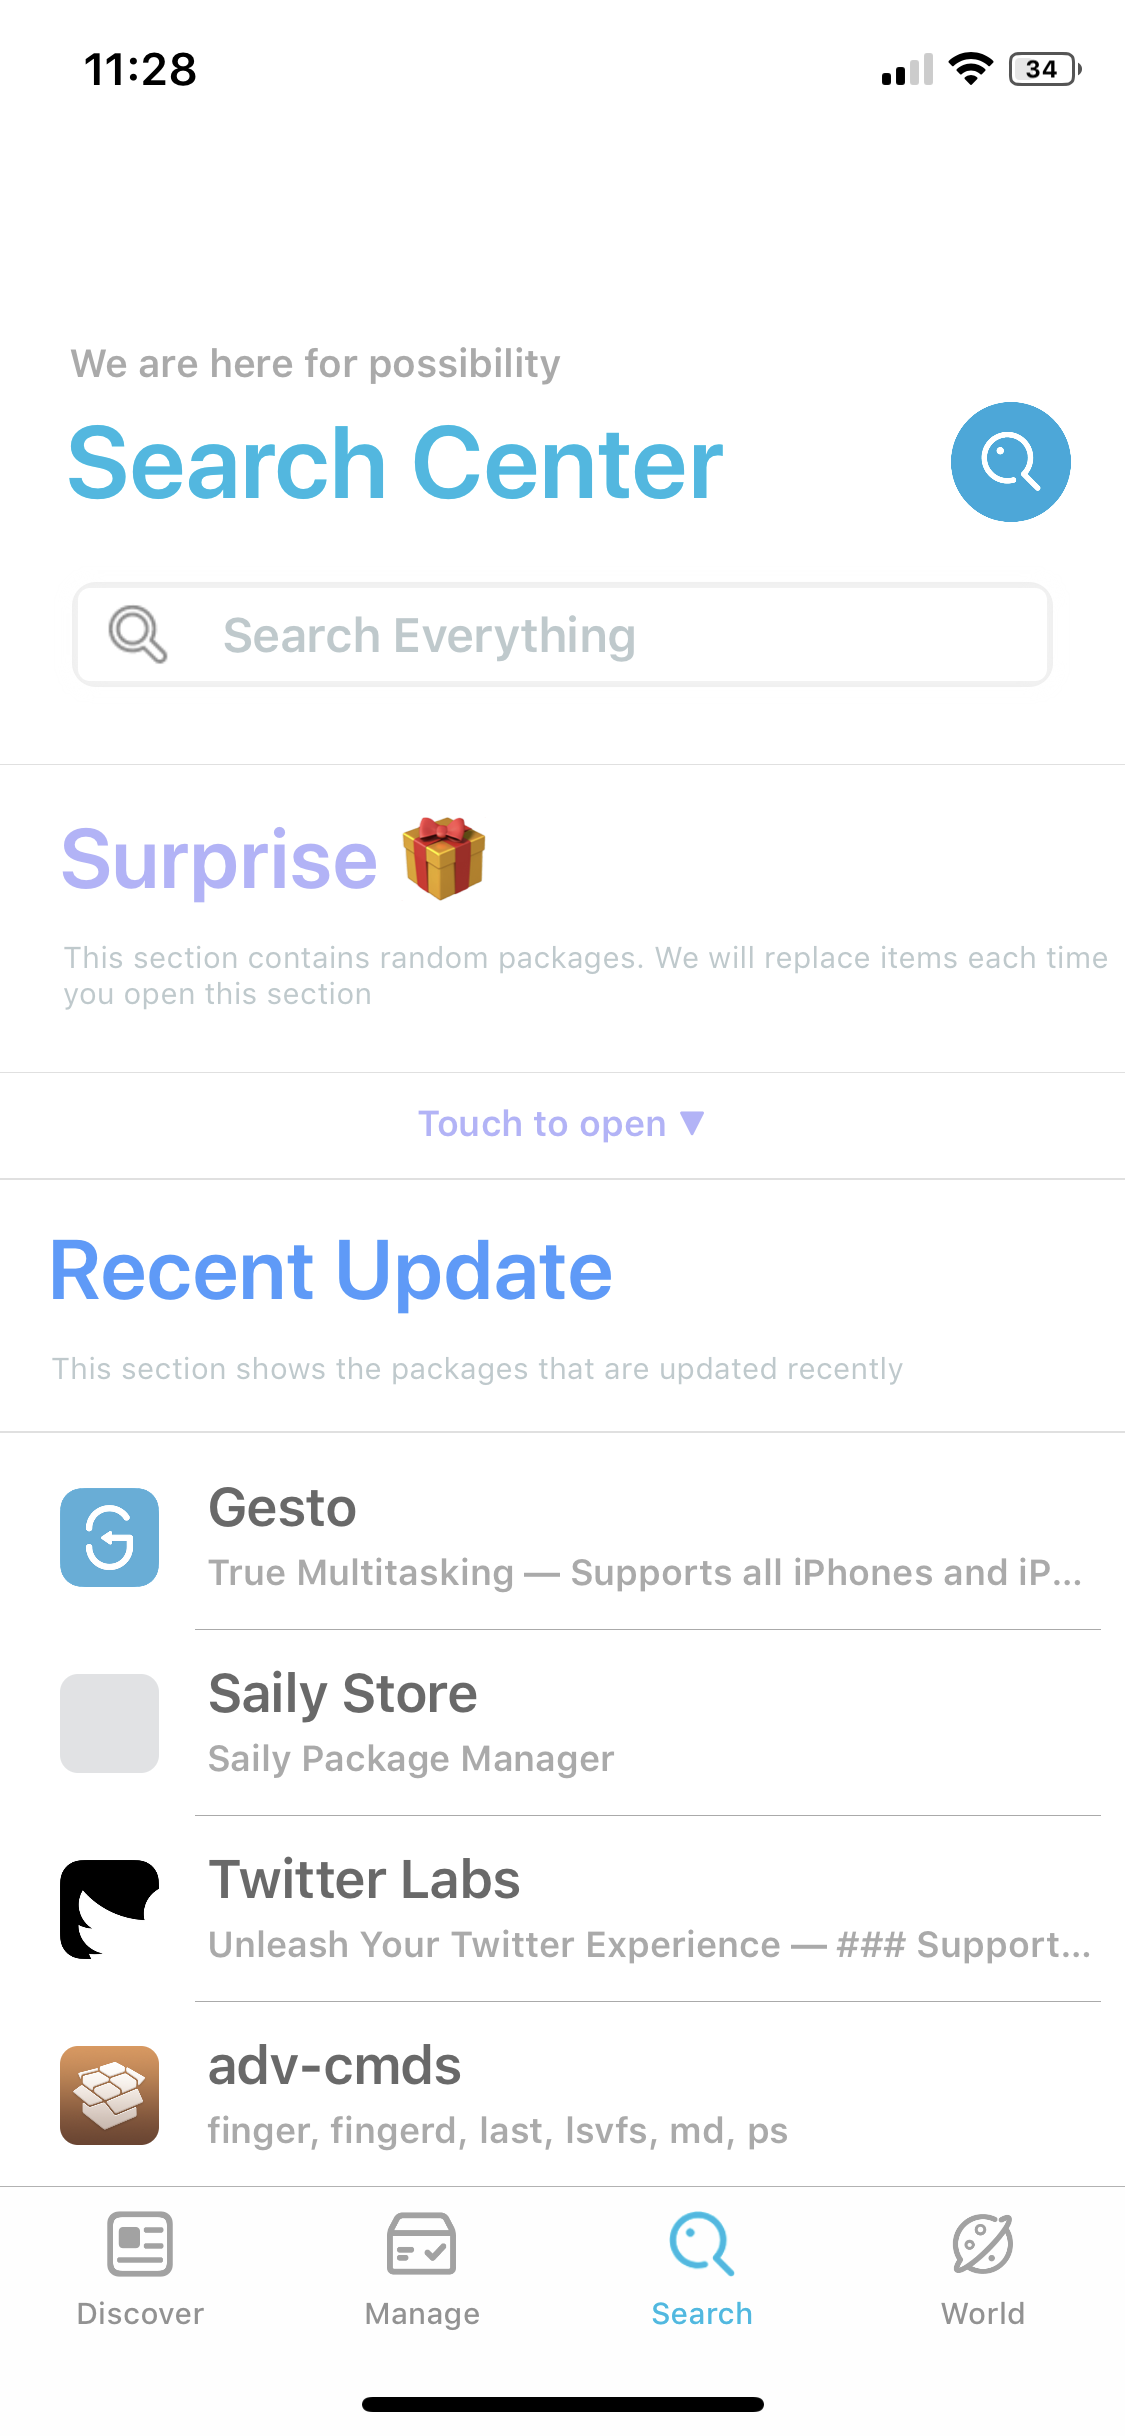 11:28
34
We are here for possibility
Search Center
Search Everything
Surprise 🎁
This section contains random packages. We will replace items each time
you open this section
Touch to open ▼
Recent Update
This section shows the packages that are updated recently
Gesto
True Multitasking — Supports all iPhones and iP...
Saily Store
Saily Package Manager
Twitter Labs
Unleash Your Twitter Experience — ### Support...
adv-cmds
finger, fingerd, last, lsvfs, md, ps
Discover
Manage
Search
World